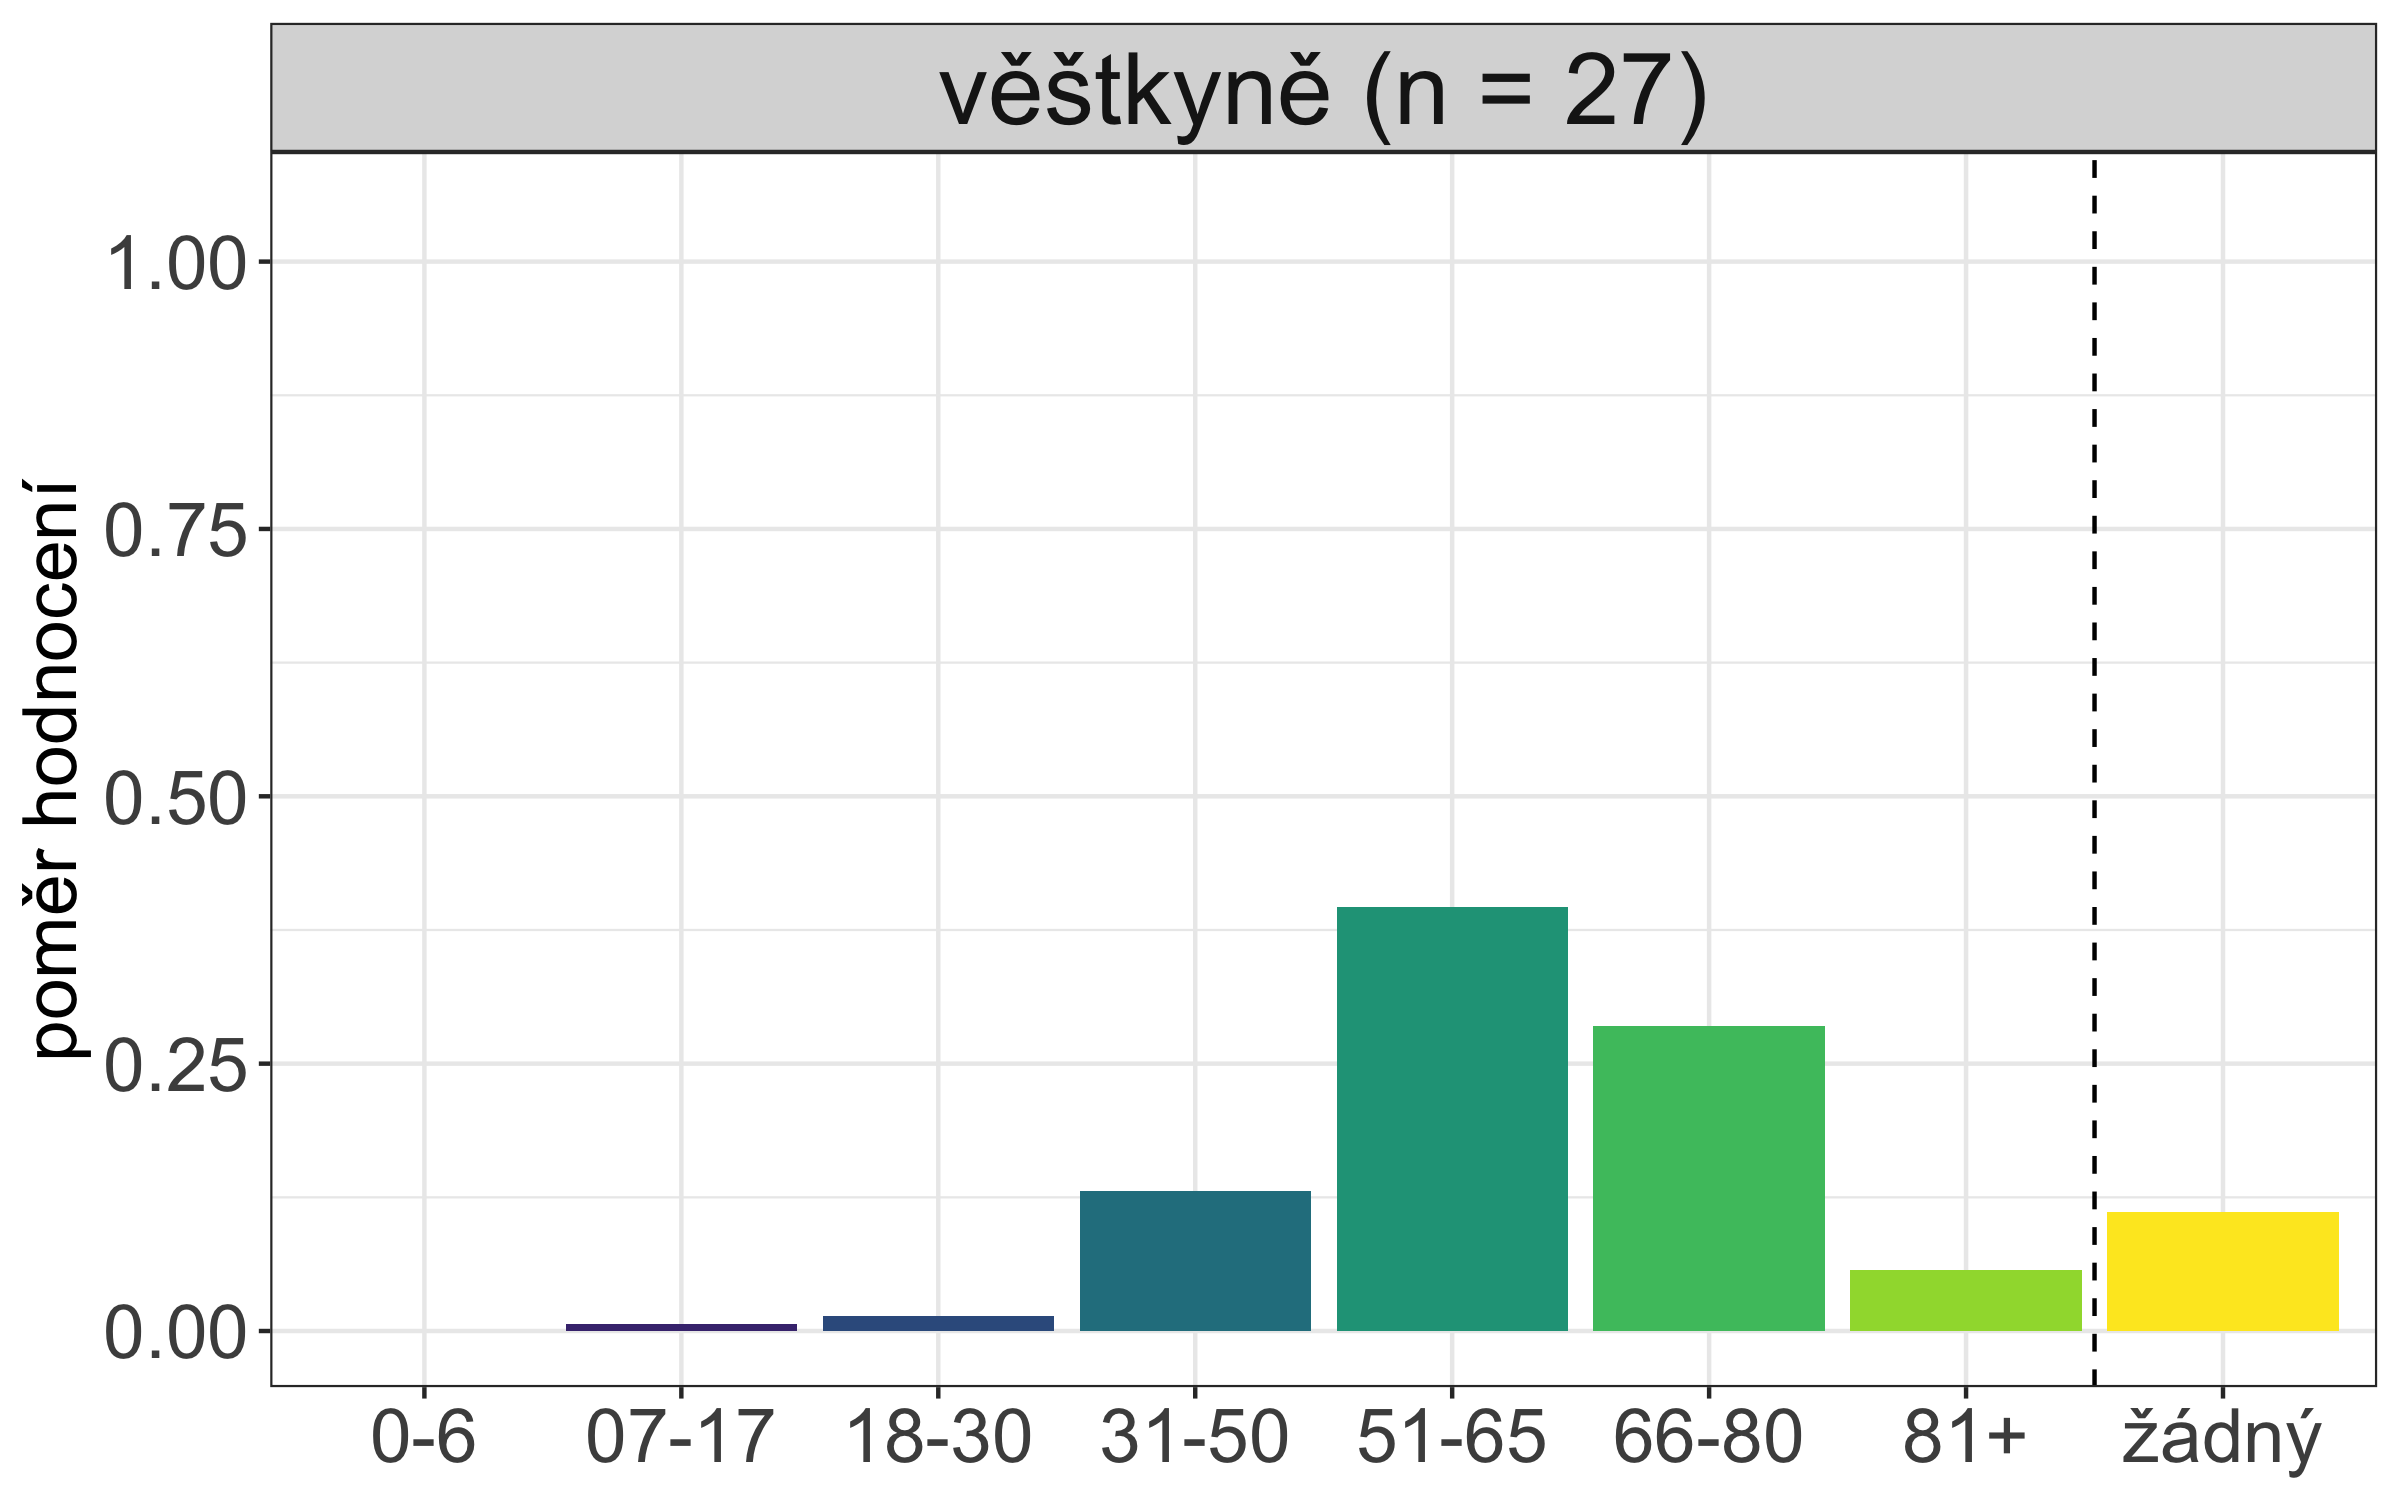 věštkyně (n = 27)
poměr hodnocení
1.00
0.75
0.50
0.25
0.00
0-6 07-17 18-30 31-50 51-65 66-80 81+ žádný